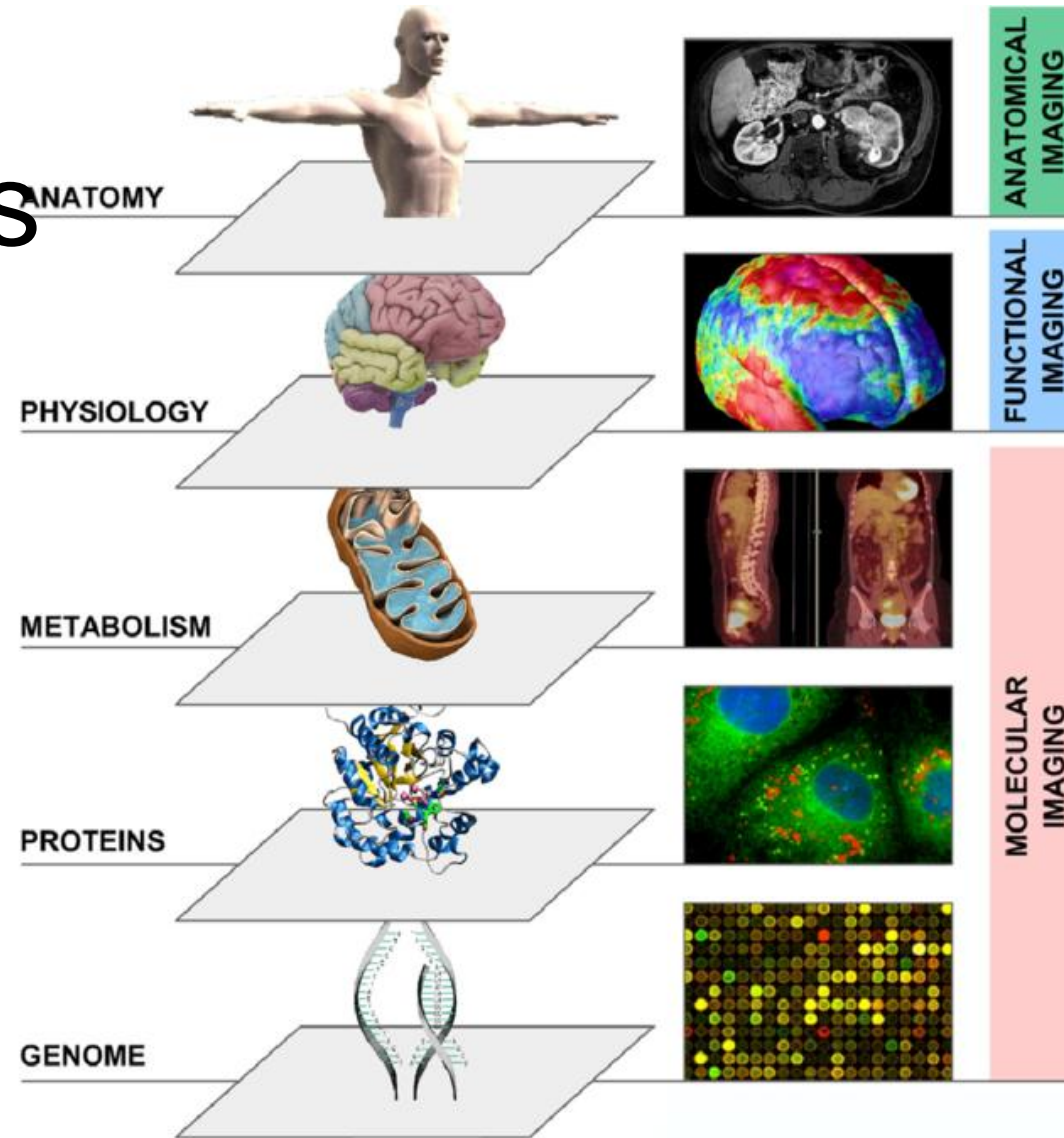 s
ANATOMY
ANATOMICAL
IMAGING
PHYSIOLOGY
FUNCTIONAL
IMAGING
METABOLISM
PROTEINS
MOLECULAR
IMAGING
GENOME